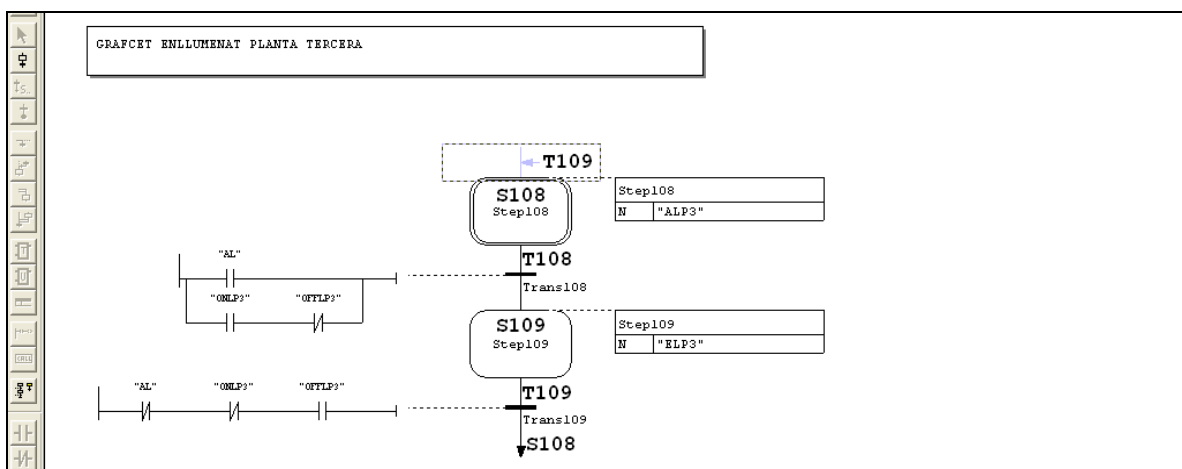 GRAFCET ENLLUMENAT PLANTA TERCERA
T109
S108
Step108
Step108
N "ALP3"
"AL"
T108
Trans108
"ONLP3" "OFFLP3"
S109
Step109
Step109
N "ELP3"
"AL" "ONLP3" "OFFLP3"
T109
Trans109
S108
CALL